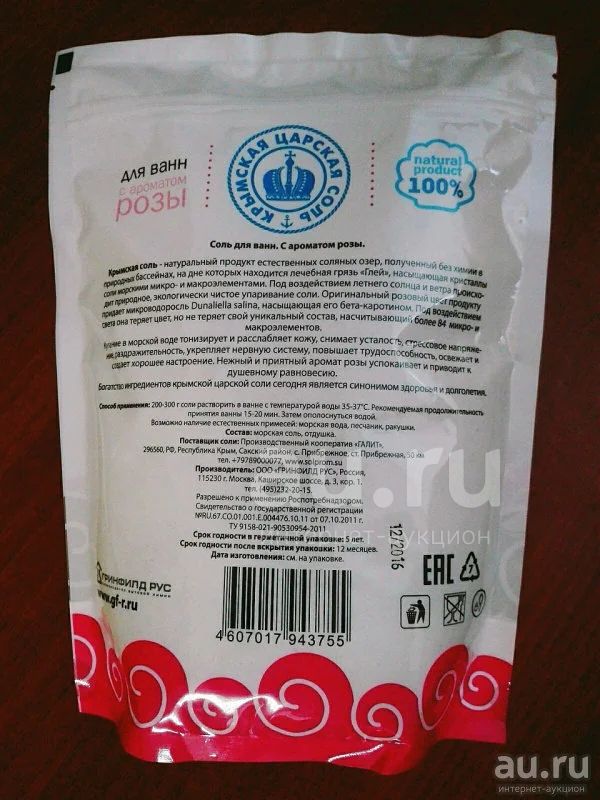 для ванн
с ароматом
розы
КРЫМСКАЯ ЦАРСКАЯ СОЛЬ
natural
product
100%
Соль для ванн. С ароматом розы.
Крымская соль - натуральный продукт естественных соляных озер, полученный без химии в
природных бассейнах, на дне которых находится лечебная грязь «Глей», насыщающая кристаллы
соли морскими микро- и макроэлементами. Под воздействием летнего солнца и ветра происхо-
дит природное, экологически чистое упаривание соли. Оригинальный розовый цвет продукту
придает микроводоросль Dunaliella salina, насыщающая его бета-каротином. Под воздействием
света она теряет цвет, но не теряет свой уникальный состав, насчитывающий более 84 микро- и
макроэлементов.
Купание в морской воде тонизирует и расслабляет кожу, снимает усталость, стрессовое напряже-
ние, раздражительность, укрепляет нервную систему, повышает трудоспособность, освежает и
создает хорошее настроение. Нежный и приятный аромат розы успокаивает и приводит к
душевному равновесию.
Богатство ингредиентов крымской царской соли сегодня является синонимом здоровья и долголетия.
Способ применения: 200-300 г соли растворить в ванне с температурой воды 35-37°С. Рекомендуемая продолжительность
принятия ванны 15-20 мин. Затем ополоснуться водой.
Возможно наличие естественных примесей: морская вода, песчаник, ракушки.
Состав: морская соль, отдушка.
Поставщик соли: Производственный кооператив «ГАЛИТ»,
296560, РФ, Республика Крым, Сакский район, с. Прибрежное, ст. Прибрежная, 50 км
тел. +79789000077, www.solprom.su
Производитель: ООО «ГРИНФИЛД РУС», Россия,
115230 г. Москва, Каширское шоссе, д. 3, кор. 1.
тел. (495)232-20-15.
Разрешено к применению Роспотребнадзором.
Свидетельство о государственной регистрации
№RU.67.CO.01.001.E.004476.10.11 от 07.10.2011 г.
ТУ 9158-021-90530954-2011
Срок годности в герметичной упаковке: 5 лет.
Срок годности после вскрытия упаковки: 12 месяцев.
Дата изготовления: см. на упаковке.
12/2016
EAC
7
ГРИНФИЛД РУС
www.gf-r.ru
4607017943755
au.ru
интернет-аукцион
au.ru
интернет-аукцион